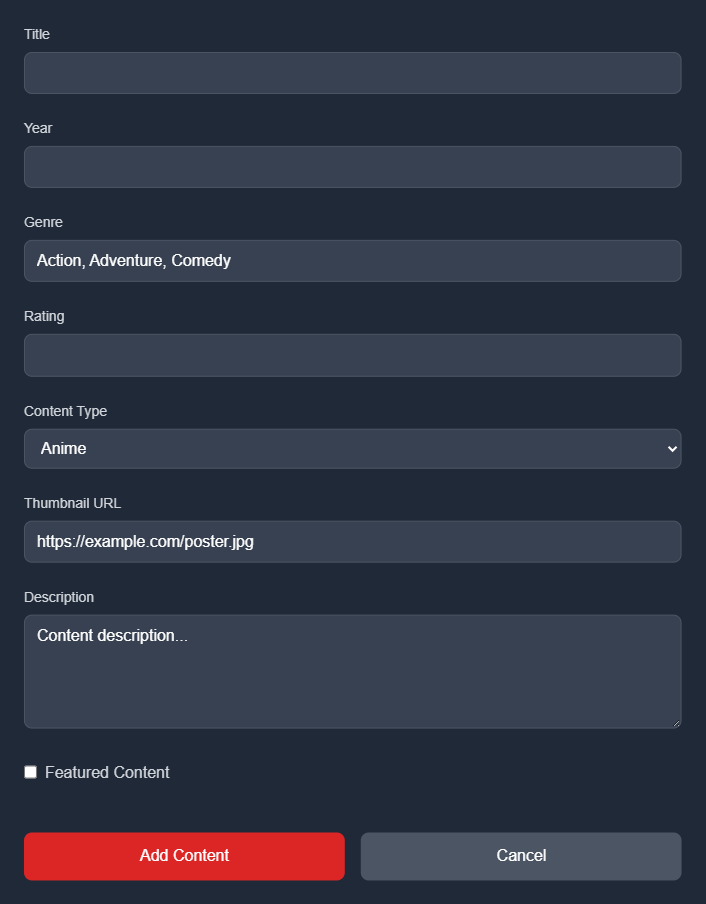 Title
Year
Genre
Action, Adventure, Comedy
Rating
Content Type
Anime
Thumbnail URL
https://example.com/poster.jpg
Description
Content description...
Featured Content
Add Content
Cancel